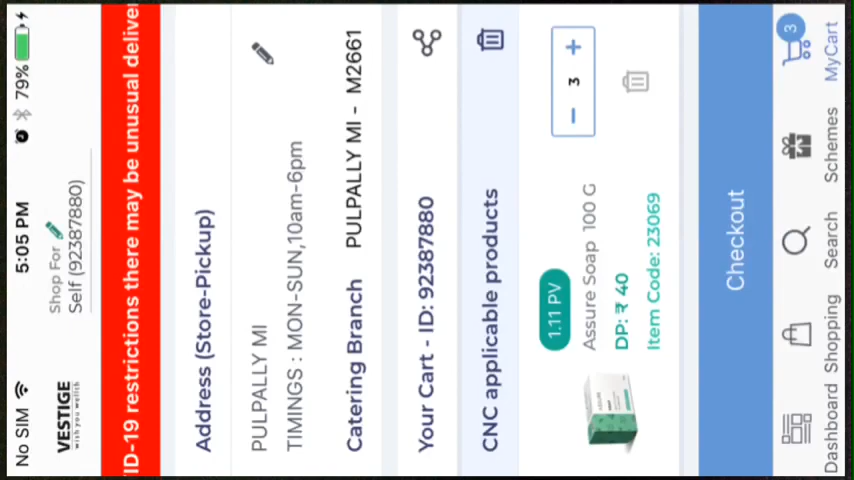 No SIM 5:05 PM 79%
VESTIGE
wish you wellth
Shop For
Self (92387880)
ID-19 restrictions there may be unusual deliver
Address (Store-Pickup)
PULPALLY MI
TIMINGS : MON-SUN,10am-6pm
Catering Branch PULPALLY MI - M2661
Your Cart - ID: 92387880
CNC applicable products
1.11 PV
Assure Soap 100 G
DP: ₹ 40
Item Code: 23069
− 3 +
Checkout
3
Dashboard Shopping Search Schemes MyCart